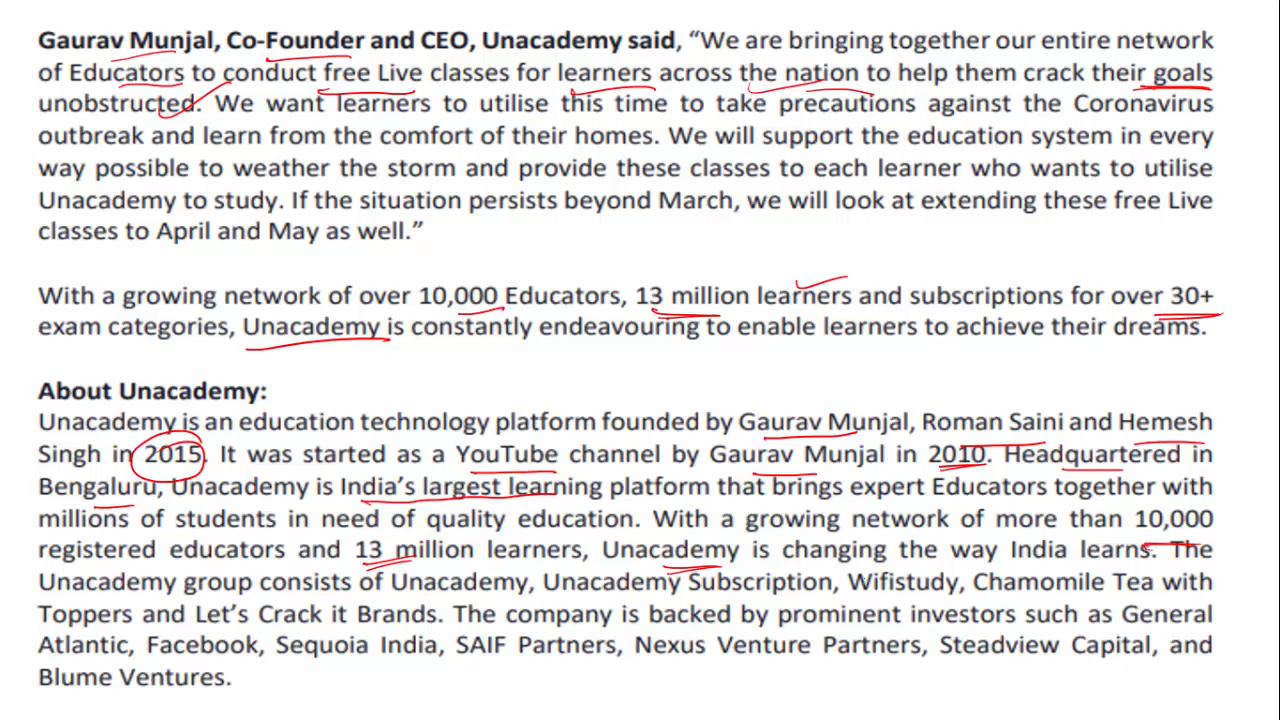 Gaurav Munjal, Co-Founder and CEO, Unacademy said, “We are bringing together our entire network
of Educators to conduct free Live classes for learners across the nation to help them crack their goals
unobstructed. We want learners to utilise this time to take precautions against the Coronavirus
outbreak and learn from the comfort of their homes. We will support the education system in every
way possible to weather the storm and provide these classes to each learner who wants to utilise
Unacademy to study. If the situation persists beyond March, we will look at extending these free Live
classes to April and May as well.”
With a growing network of over 10,000 Educators, 13 million learners and subscriptions for over 30+
exam categories, Unacademy is constantly endeavouring to enable learners to achieve their dreams.
About Unacademy:
Unacademy is an education technology platform founded by Gaurav Munjal, Roman Saini and Hemesh
Singh in 2015. It was started as a YouTube channel by Gaurav Munjal in 2010. Headquartered in
Bengaluru, Unacademy is India’s largest learning platform that brings expert Educators together with
millions of students in need of quality education. With a growing network of more than 10,000
registered educators and 13 million learners, Unacademy is changing the way India learns. The
Unacademy group consists of Unacademy, Unacademy Subscription, Wifistudy, Chamomile Tea with
Toppers and Let’s Crack it Brands. The company is backed by prominent investors such as General
Atlantic, Facebook, Sequoia India, SAIF Partners, Nexus Venture Partners, Steadview Capital, and
Blume Ventures.